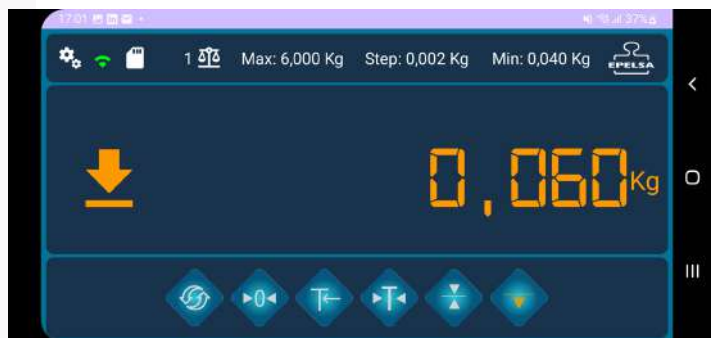 17:01 37%
1 Max: 6,000 Kg Step: 0,002 Kg Min: 0,040 Kg EPELSA
0,060 Kg
0 T T